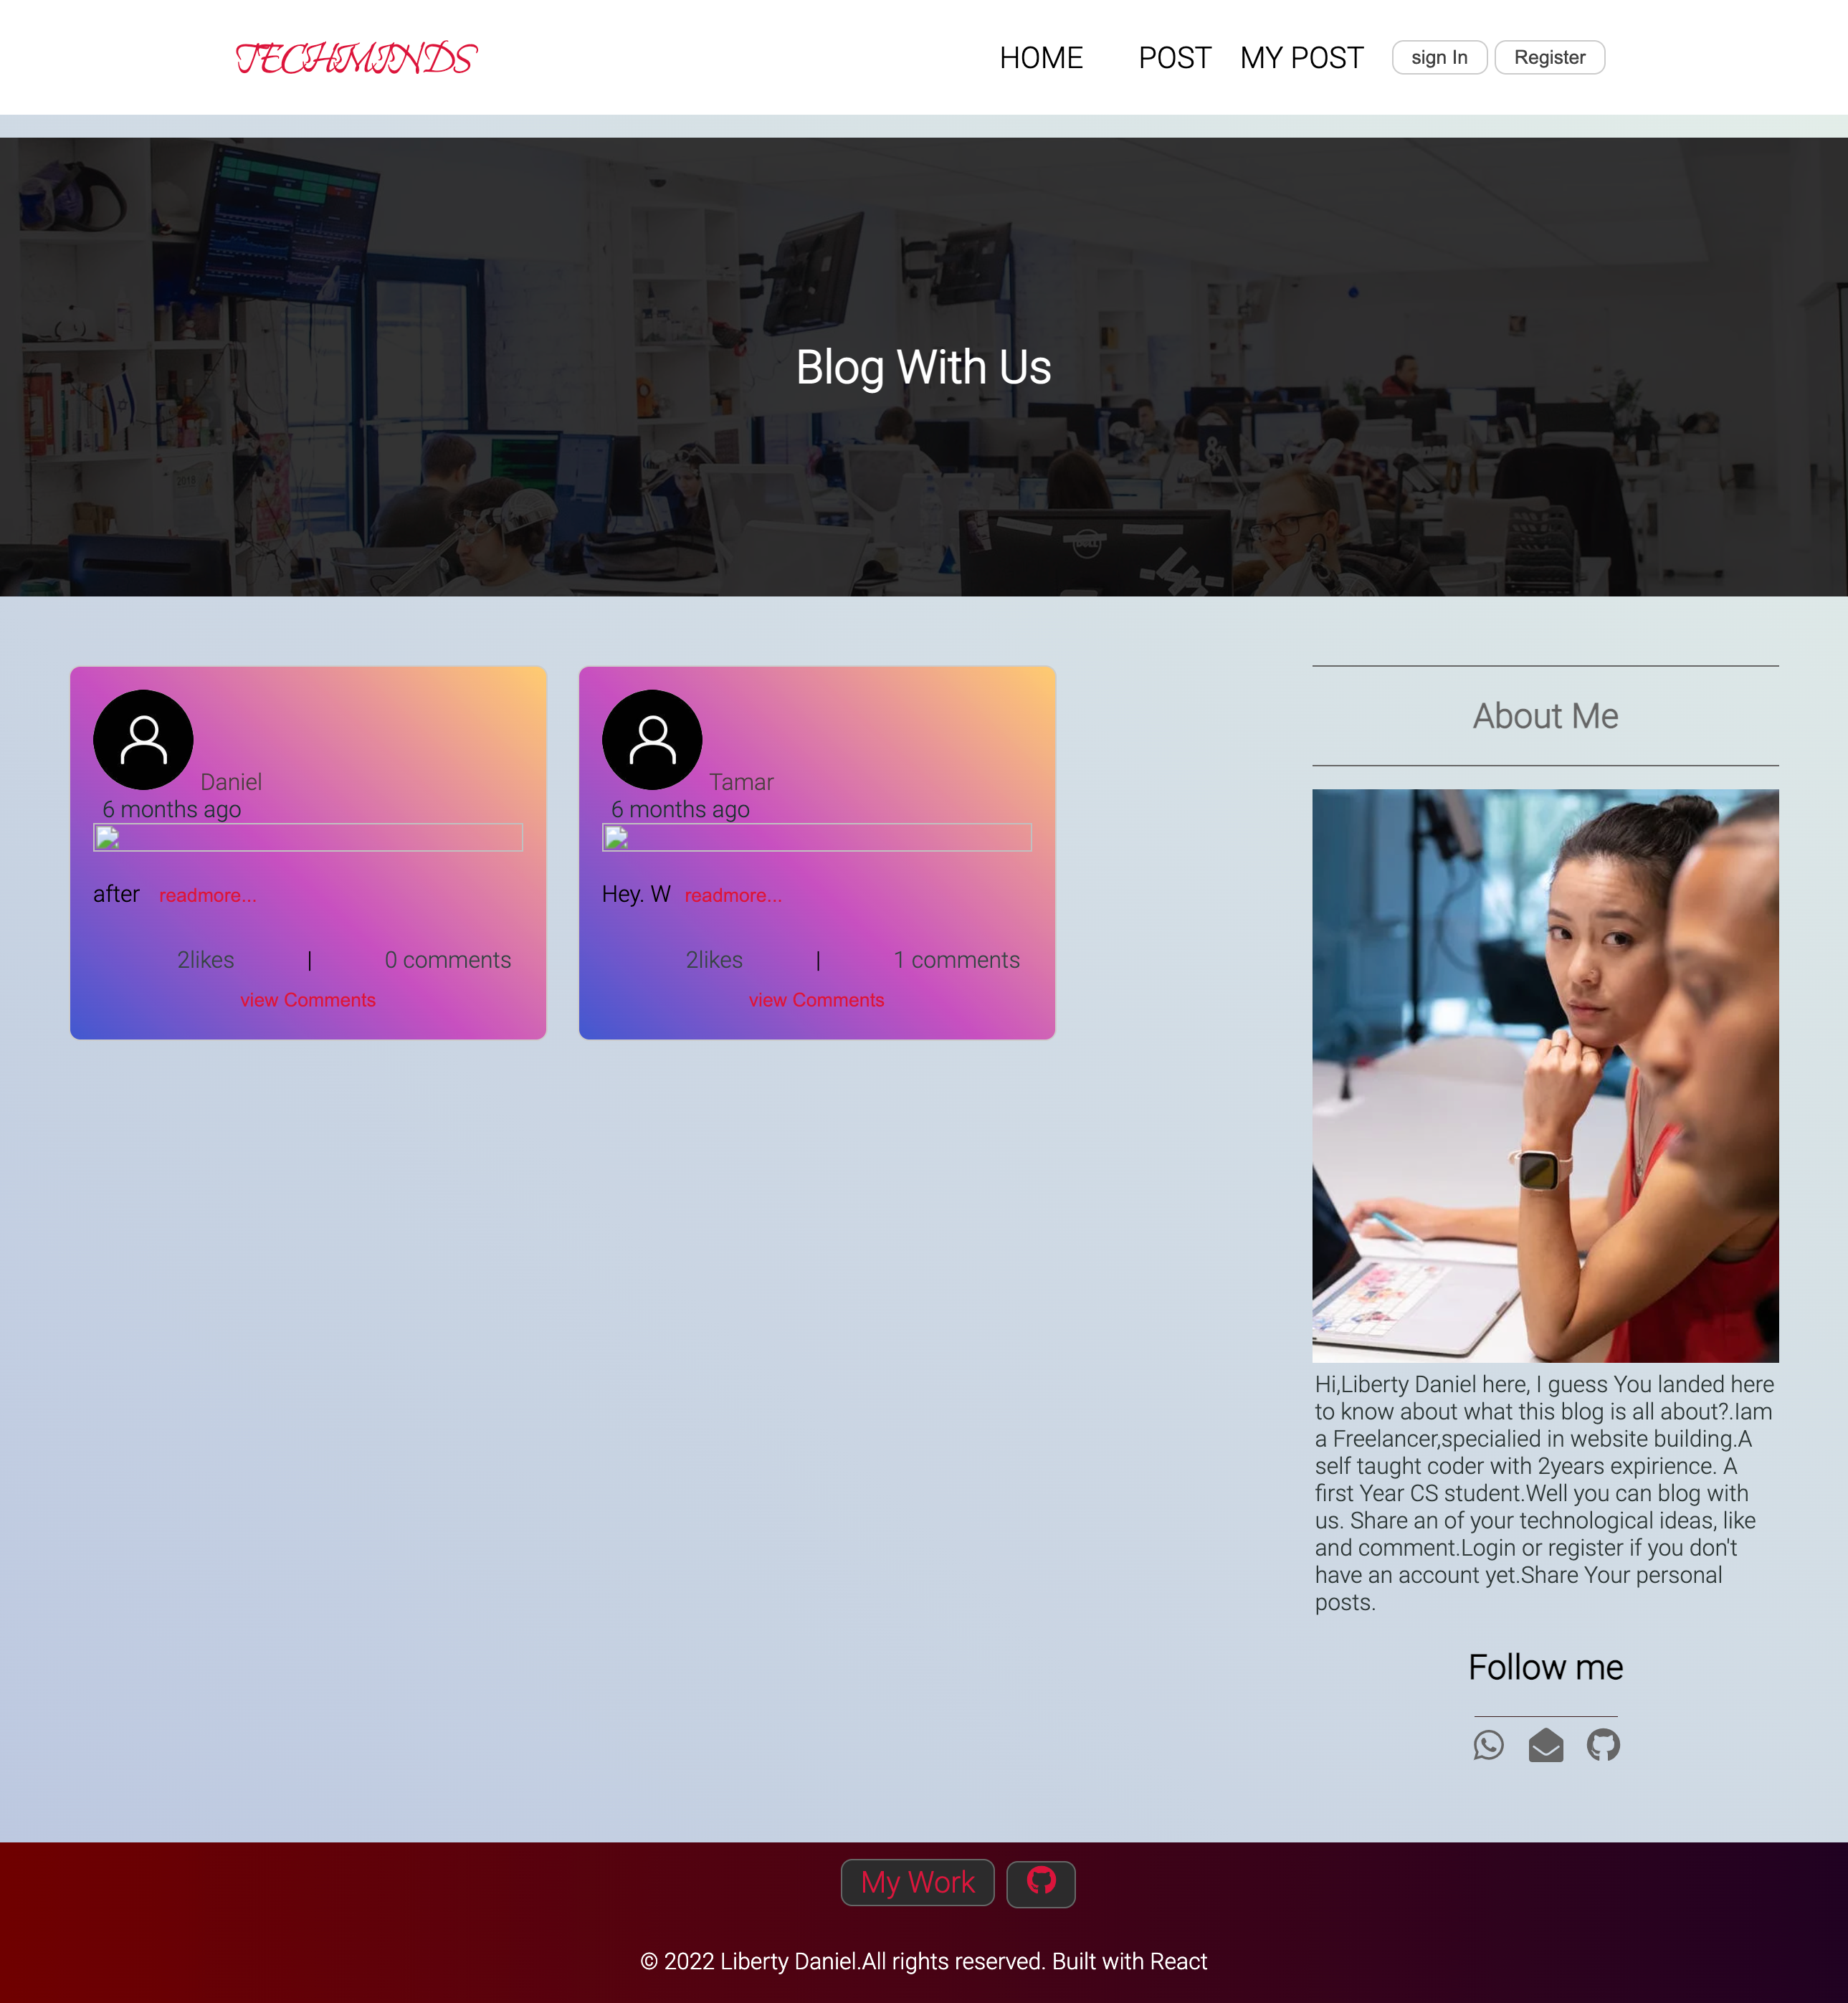 TECHMINDS
HOME POST MY POST sign In Register
Blog With Us
2018
DELL
Daniel
6 months ago
after readmore...
2likes | 0 comments
view Comments
Tamar
6 months ago
Hey. W readmore...
2likes | 1 comments
view Comments
About Me
Hi,Liberty Daniel here, I guess You landed here
to know about what this blog is all about?.Iam
a Freelancer,specialied in website building.A
self taught coder with 2years expirience. A
first Year CS student.Well you can blog with
us. Share an of your technological ideas, like
and comment.Login or register if you don't
have an account yet.Share Your personal
posts.
Follow me
My Work
© 2022 Liberty Daniel.All rights reserved. Built with React